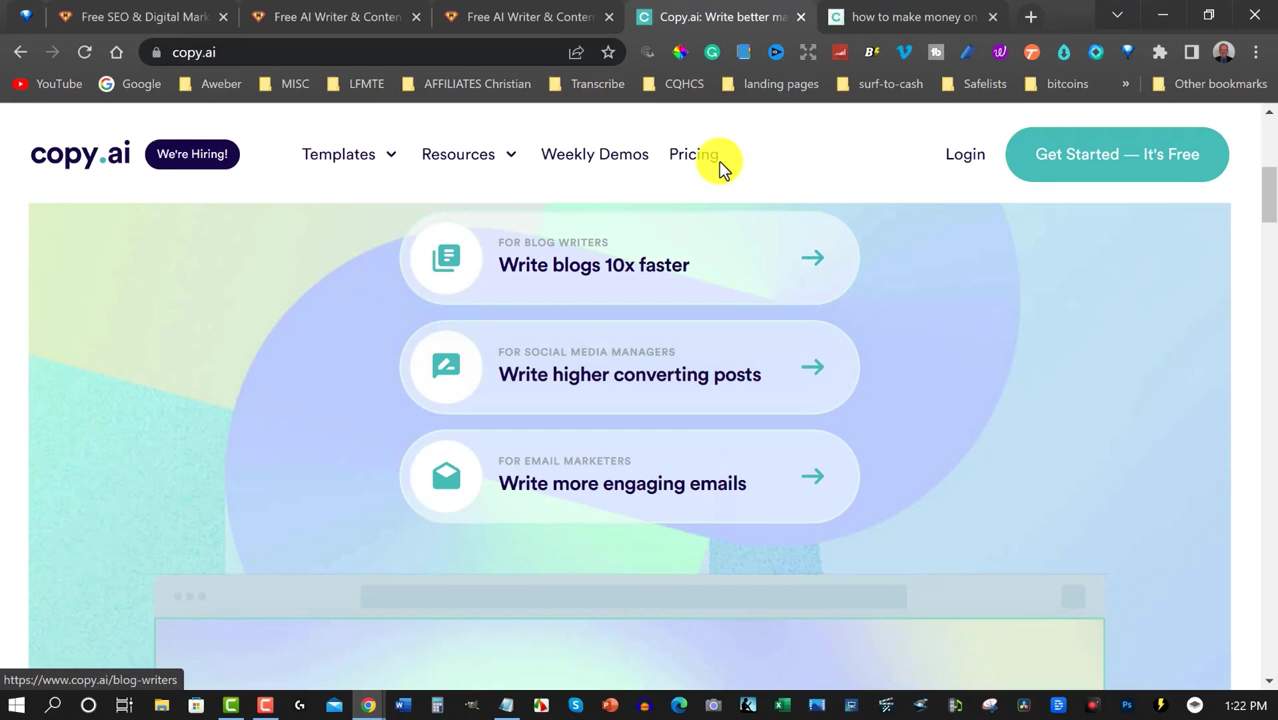 Free SEO & Digital Mark
Free AI Writer & Conten
Free AI Writer & Conten
Copy.ai: Write better ma
how to make money on
copy.ai
YouTube
Google
Aweber
MISC
LFMTE
AFFILIATES Christian
Transcribe
CQHCS
landing pages
surf-to-cash
Safelists
bitcoins
»
Other bookmarks
copy.ai
We're Hiring!
Templates
Resources
Weekly Demos
Pricing
Login
Get Started — It's Free
FOR BLOG WRITERS
Write blogs 10x faster
FOR SOCIAL MEDIA MANAGERS
Write higher converting posts
FOR EMAIL MARKETERS
Write more engaging emails
https://www.copy.ai/blog-writers
1:22 PM